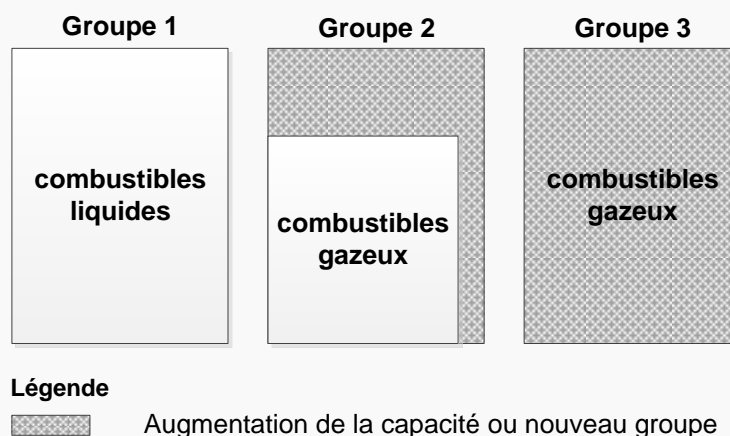 Groupe 1
Groupe 2
Groupe 3
combustibles
liquides
combustibles
gazeux
combustibles
gazeux
Légende
Augmentation de la capacité ou nouveau groupe